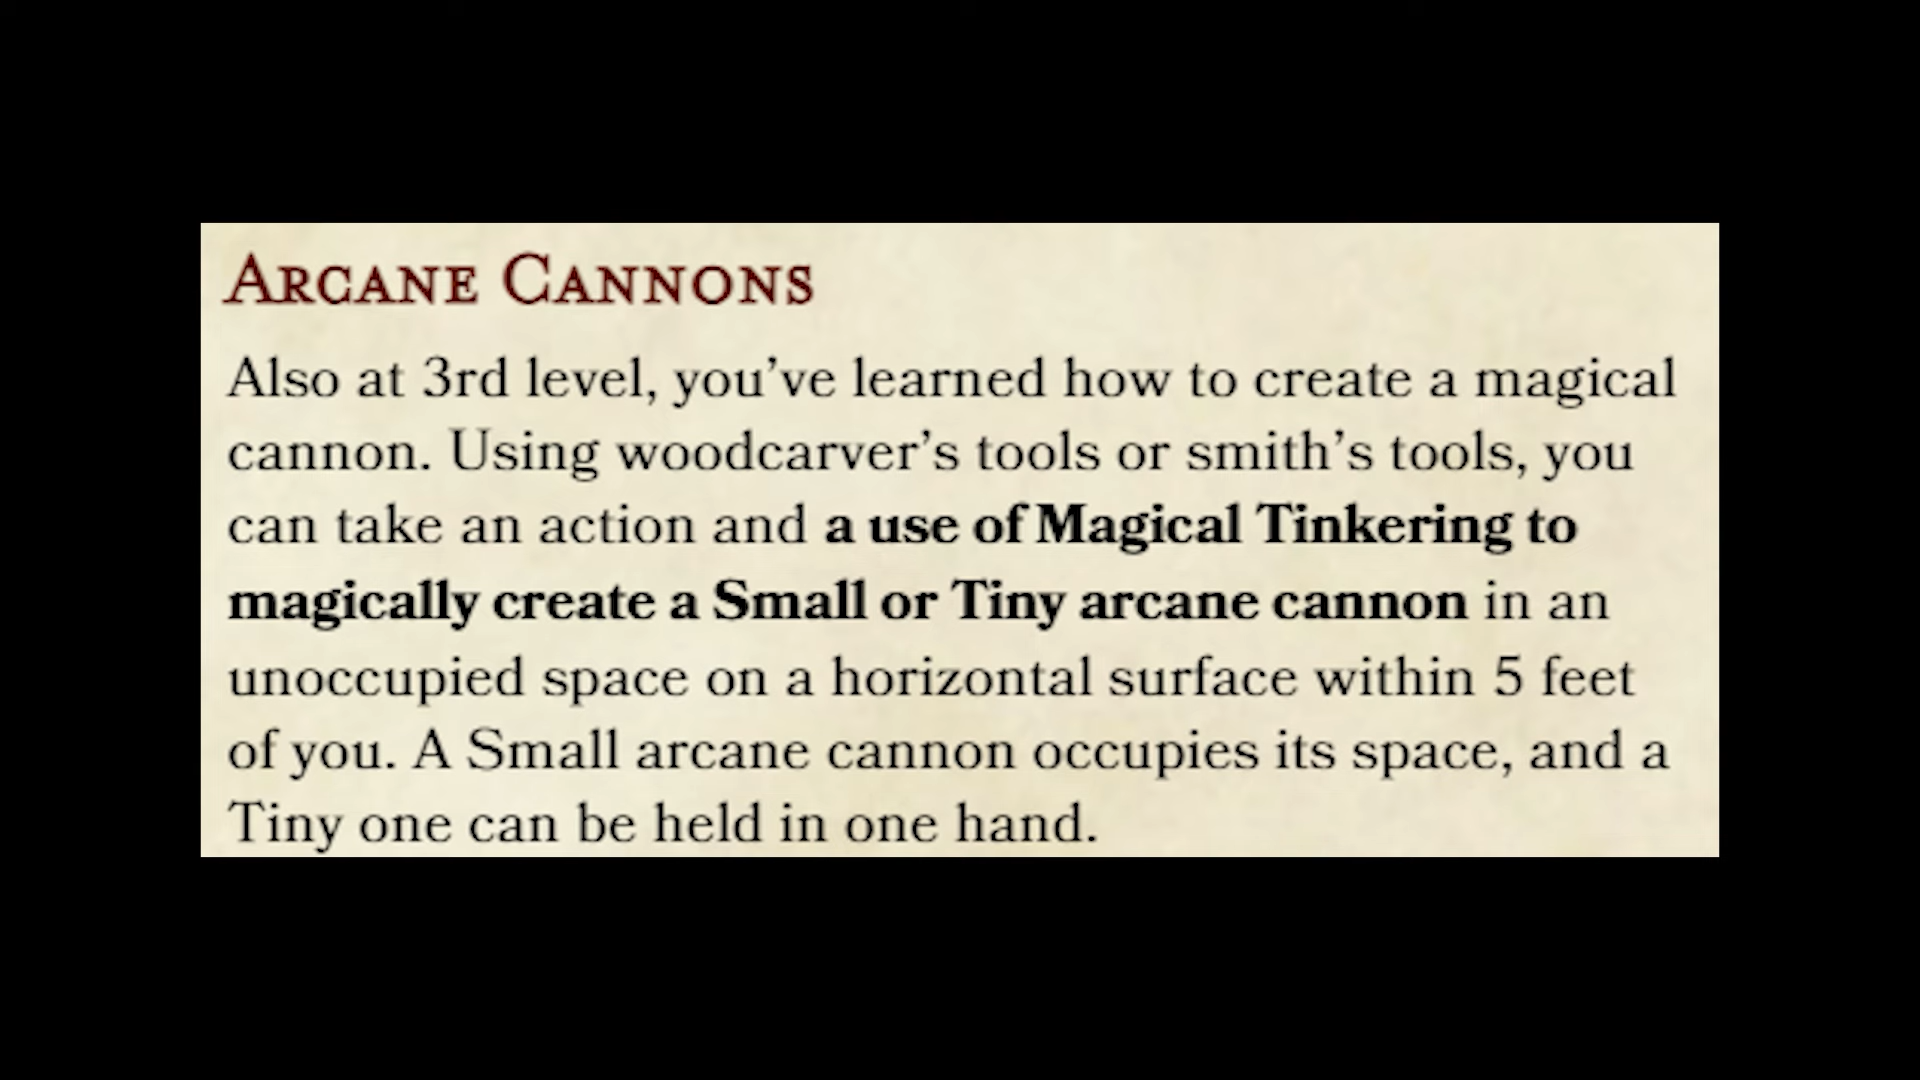 ARCANE CANNONS
Also at 3rd level, you’ve learned how to create a magical
cannon. Using woodcarver’s tools or smith’s tools, you
can take an action and a use of Magical Tinkering to
magically create a Small or Tiny arcane cannon in an
unoccupied space on a horizontal surface within 5 feet
of you. A Small arcane cannon occupies its space, and a
Tiny one can be held in one hand.